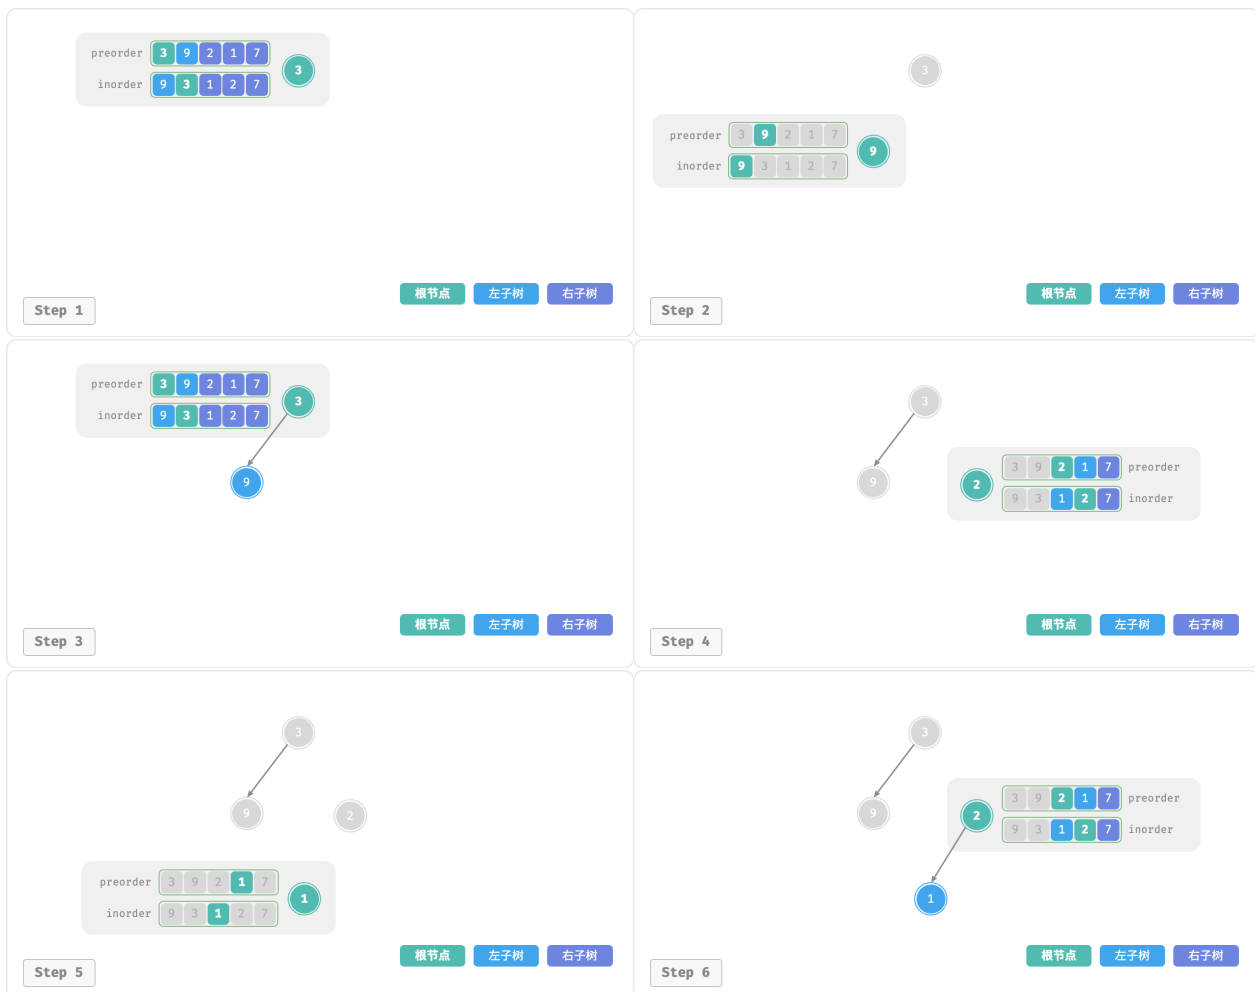 preorder 3 9 2 1 7
3
inorder 9 3 1 2 7
根节点 左子树 右子树
Step 1
3
preorder 3 9 2 1 7
9
inorder 9 3 1 2 7
根节点 左子树 右子树
Step 2
preorder 3 9 2 1 7
3
inorder 9 3 1 2 7
9
根节点 左子树 右子树
Step 3
3
3 9 2 1 7 preorder
9 2
9 3 1 2 7 inorder
根节点 左子树 右子树
Step 4
3
9 2
preorder 3 9 2 1 7
1
inorder 9 3 1 2 7
根节点 左子树 右子树
Step 5
3
3 9 2 1 7 preorder
9 2
9 3 1 2 7 inorder
1
根节点 左子树 右子树
Step 6